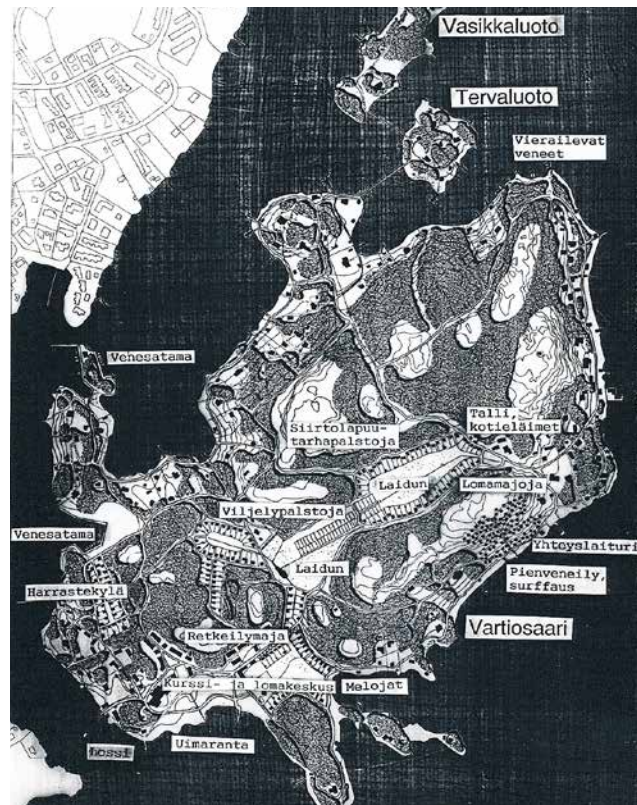 Vasikkaluoto
Tervaluoto
Vierailevat
veneet
Venesatama
Siirtolapuu-
tarhapalstoja
Talli,
kotieläimet
Laidun
Lomamajoja
Viljelypalstoja
Venesatama
Yhteyslaituri
Laidun
Pienveneily,
surffaus
Harrastekylä
Vartiosaari
Retkeilymaja
Kurssi- ja lomakeskus
Melojat
Uimaranta
Lossi